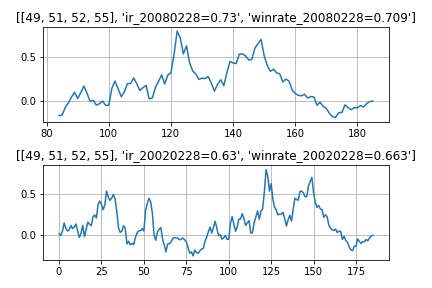 [[49, 51, 52, 55], 'ir_20080228=0.73', 'winrate_20080228=0.709']
0.5
0.0
80 100 120 140 160 180
[[49, 51, 52, 55], 'ir_20020228=0.63', 'winrate_20020228=0.663']
0.5
0.0
0 25 50 75 100 125 150 175